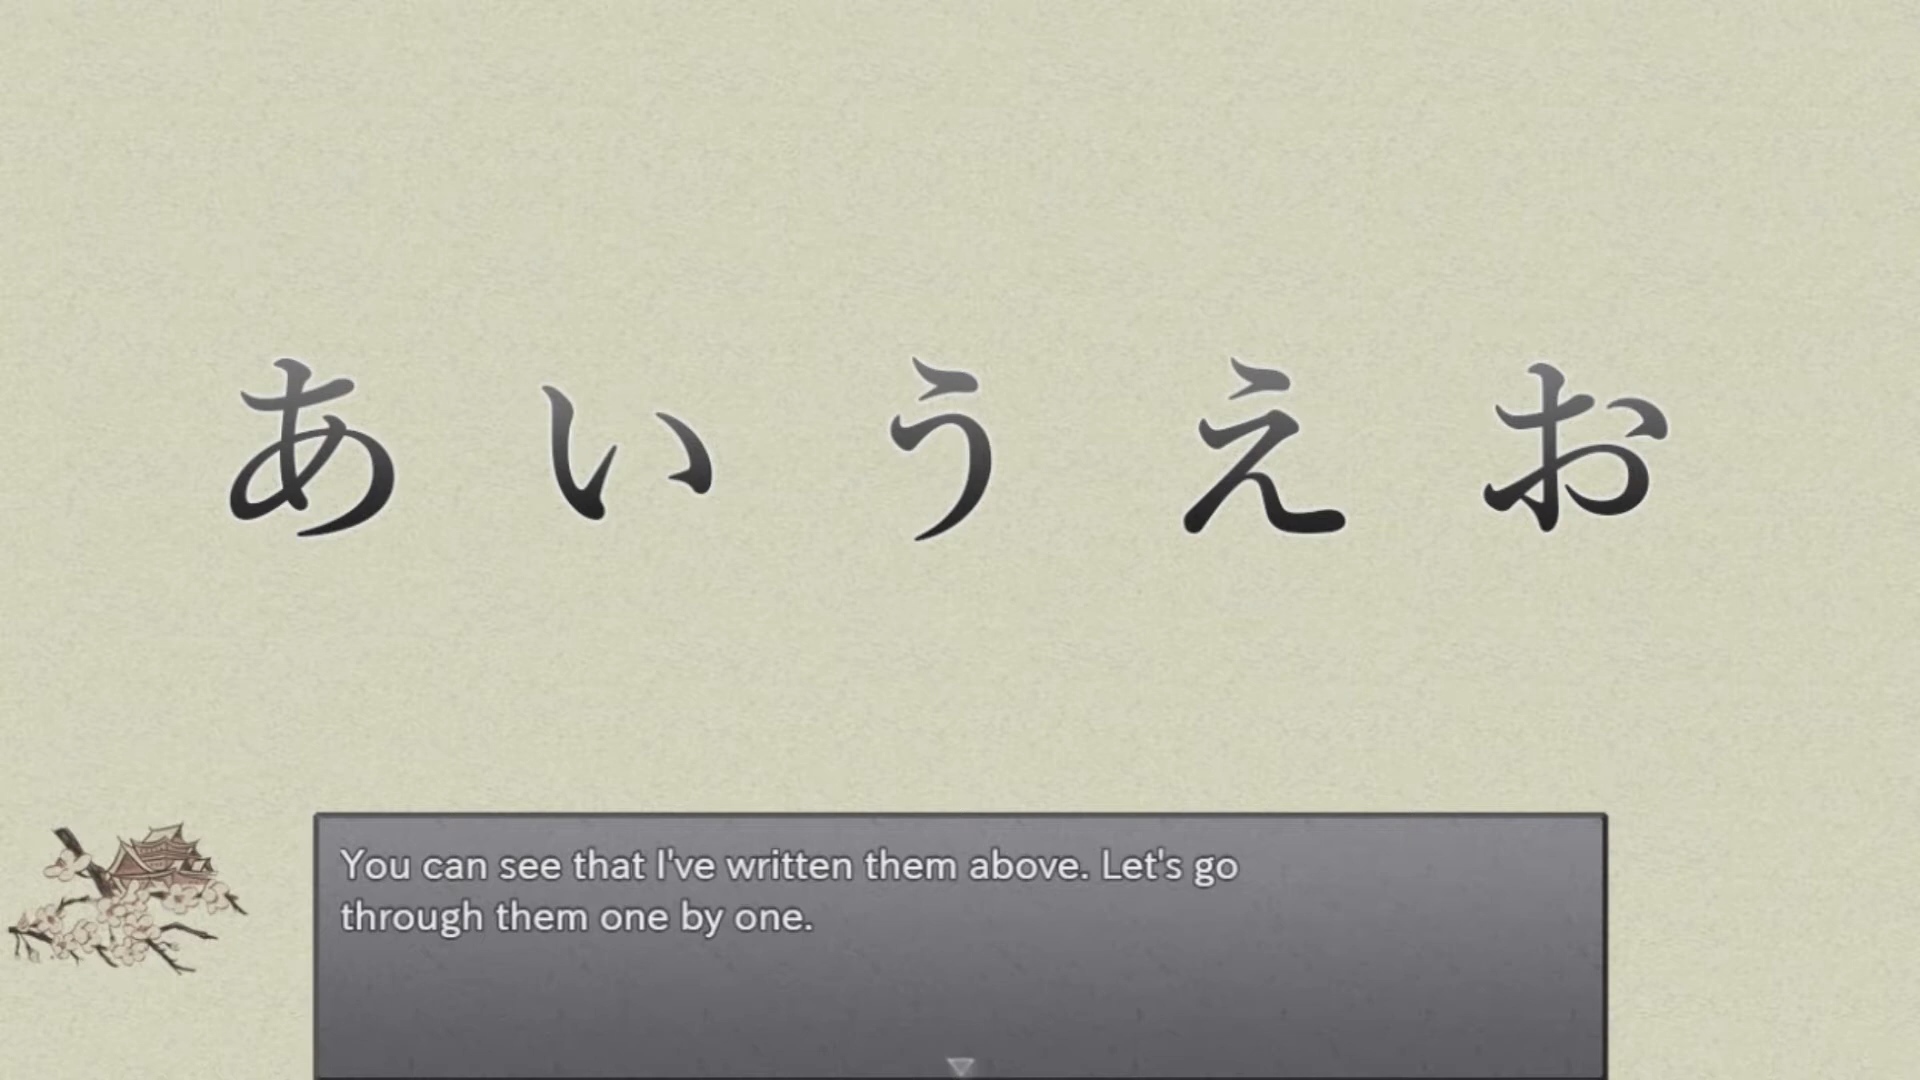 あ い う え お
You can see that I've written them above. Let's go
through them one by one.